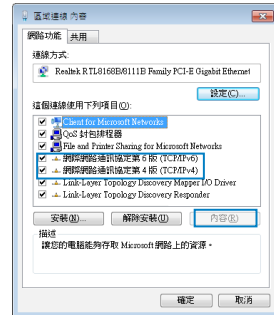 區域連線 內容
網路功能 共用
連線方式:
Realtek RTL8168B/8111B Family PCI-E Gigabit Ethernet
設定(C)...
這個連線使用下列項目(O):
Client for Microsoft Networks
QoS 封包排程器
File and Printer Sharing for Microsoft Networks
網際網路通訊協定第 6 版 (TCP/IPv6)
網際網路通訊協定第 4 版 (TCP/IPv4)
Link-Layer Topology Discovery Mapper I/O Driver
Link-Layer Topology Discovery Responder
安裝(N)... 解除安裝(U) 內容(R)
描述
讓您的電腦能夠存取 Microsoft 網路上的資源。
確定 取消